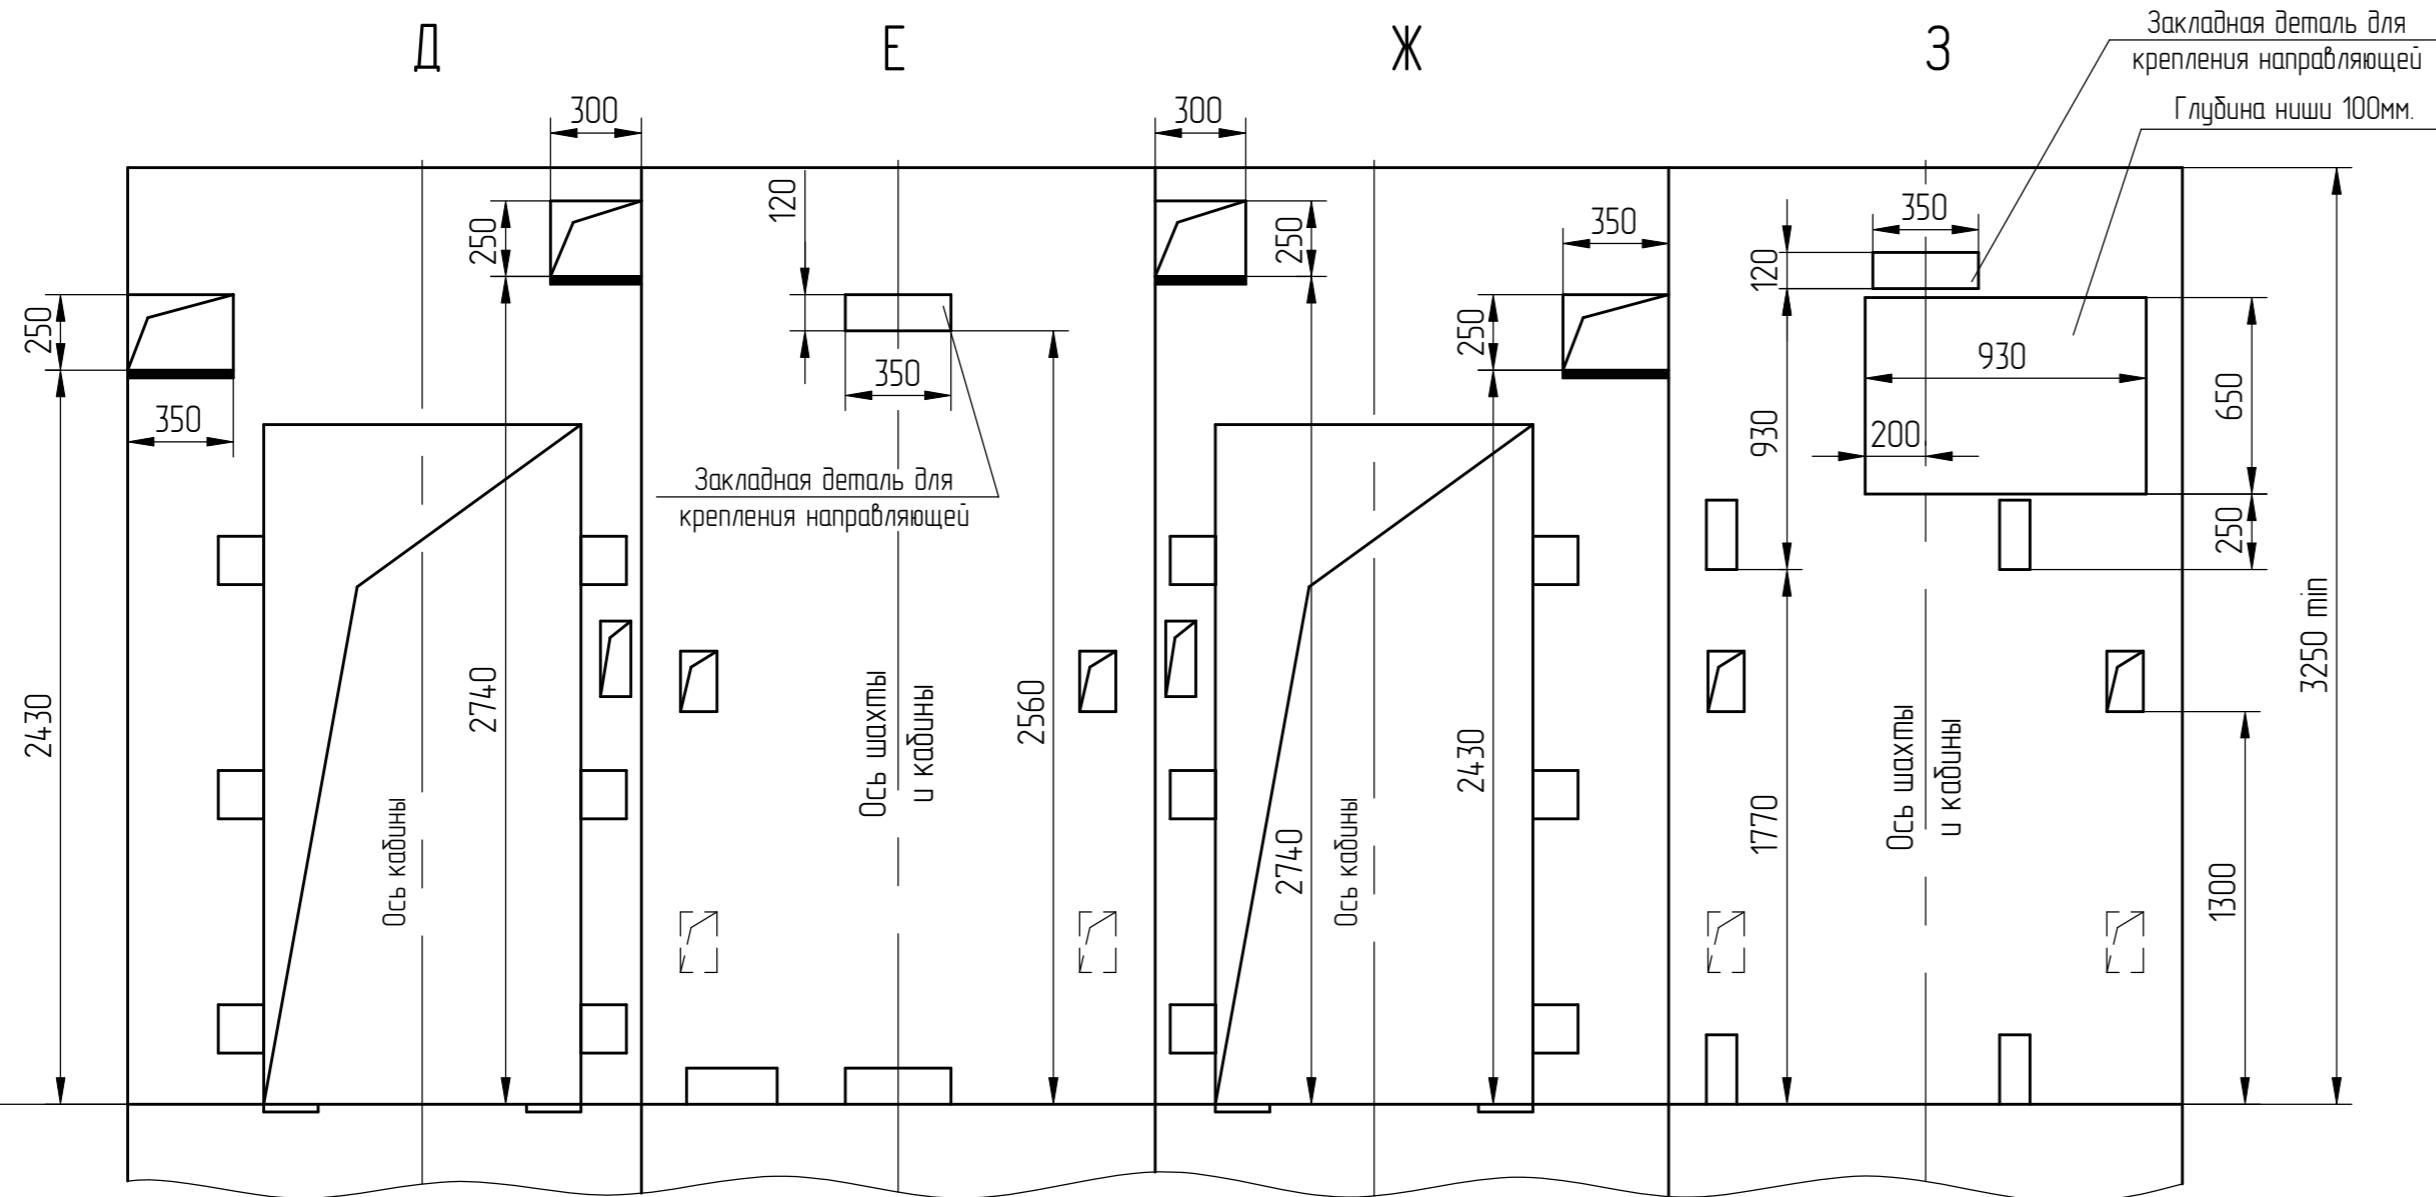 Д
Е
Ж
З
Закладная деталь для
крепления направляющей
Глубина ниши 100мм.
300
300
120
250
250
350
350
120
250
250
350
350
930
650
930
200
Закладная деталь для
крепления направляющей
250
2430
2740
Ось шахты
и кабины
2560
2430
3250 min
Ось шахты
и кабины
1770
1300
Ось кабины
2740
Ось кабины